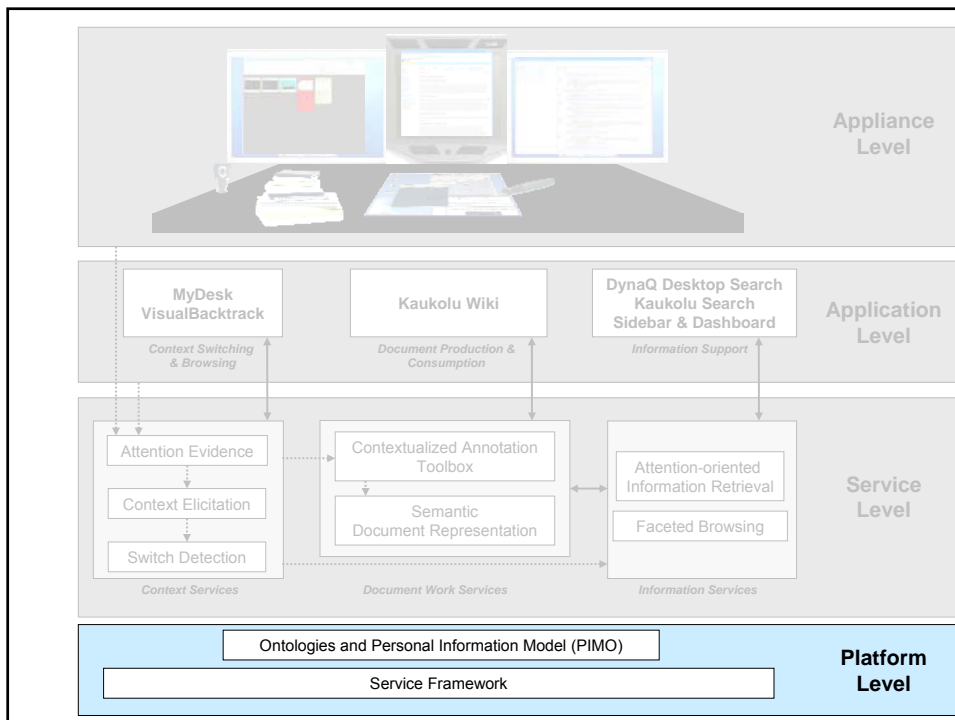 Appliance
Level
MyDesk
VisualBacktrack
Kaukolu Wiki
DynaQ Desktop Search
Kaukolu Search
Sidebar & Dashboard
Context Switching
& Browsing
Document Production &
Consumption
Information Support
Application
Level
Attention Evidence
Context Elicitation
Switch Detection
Contextualized Annotation
Toolbox
Semantic
Document Representation
Attention-oriented
Information Retrieval
Faceted Browsing
Context Services
Document Work Services
Information Services
Service
Level
Ontologies and Personal Information Model (PIMO)
Service Framework
Platform
Level